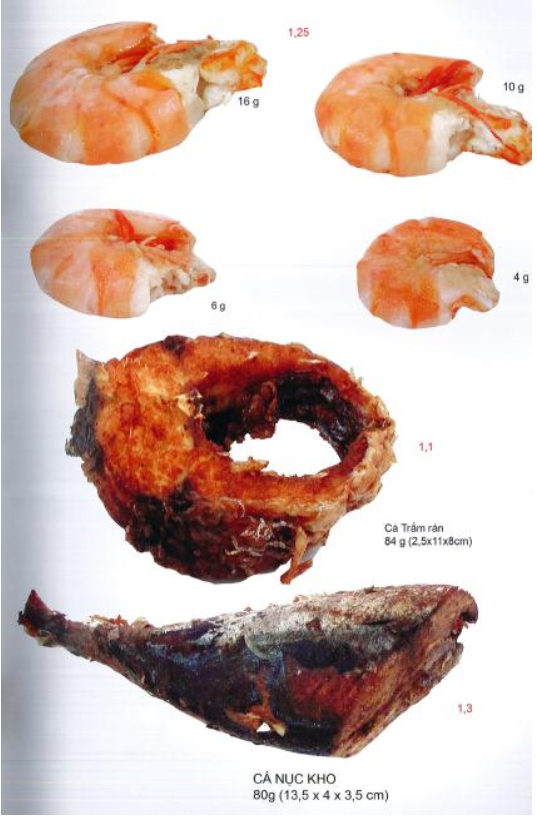 1,25
16 g
10 g
6 g
4 g
1,1
Cá Trắm rán
84 g (2,5x11x8cm)
1,3
CÁ NỤC KHO
80g (13,5 x 4 x 3,5 cm)